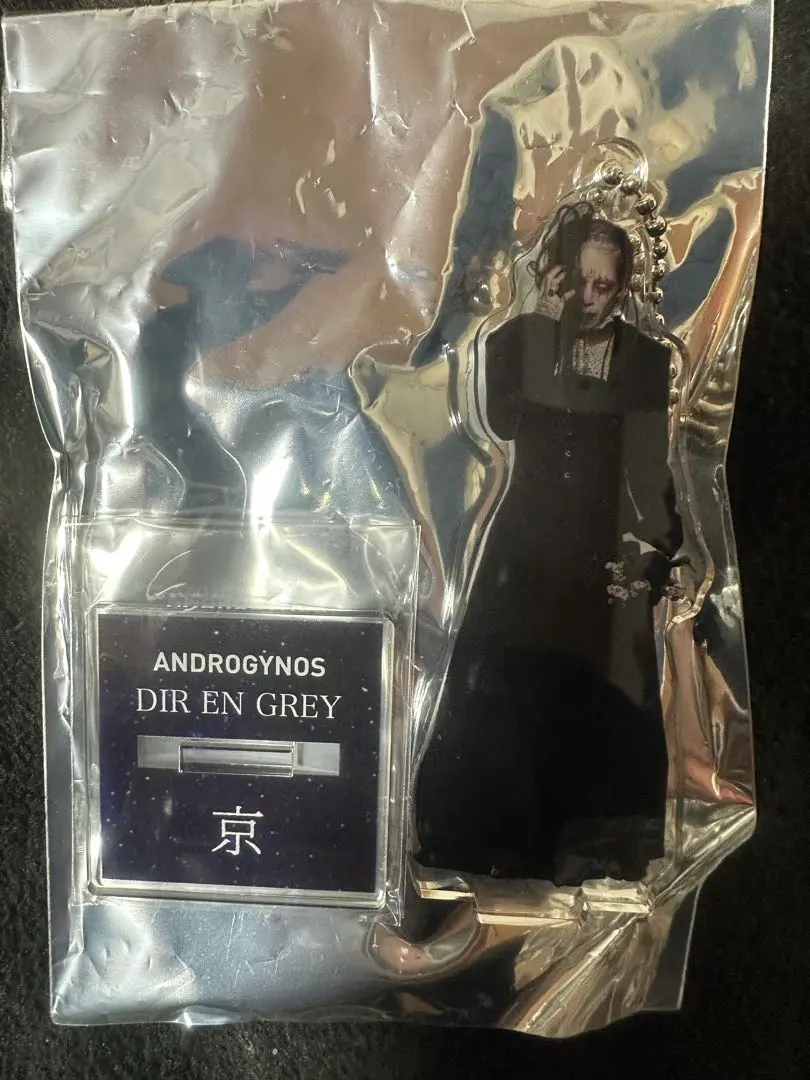 ANDROGYNOS
DIR EN GREY
京